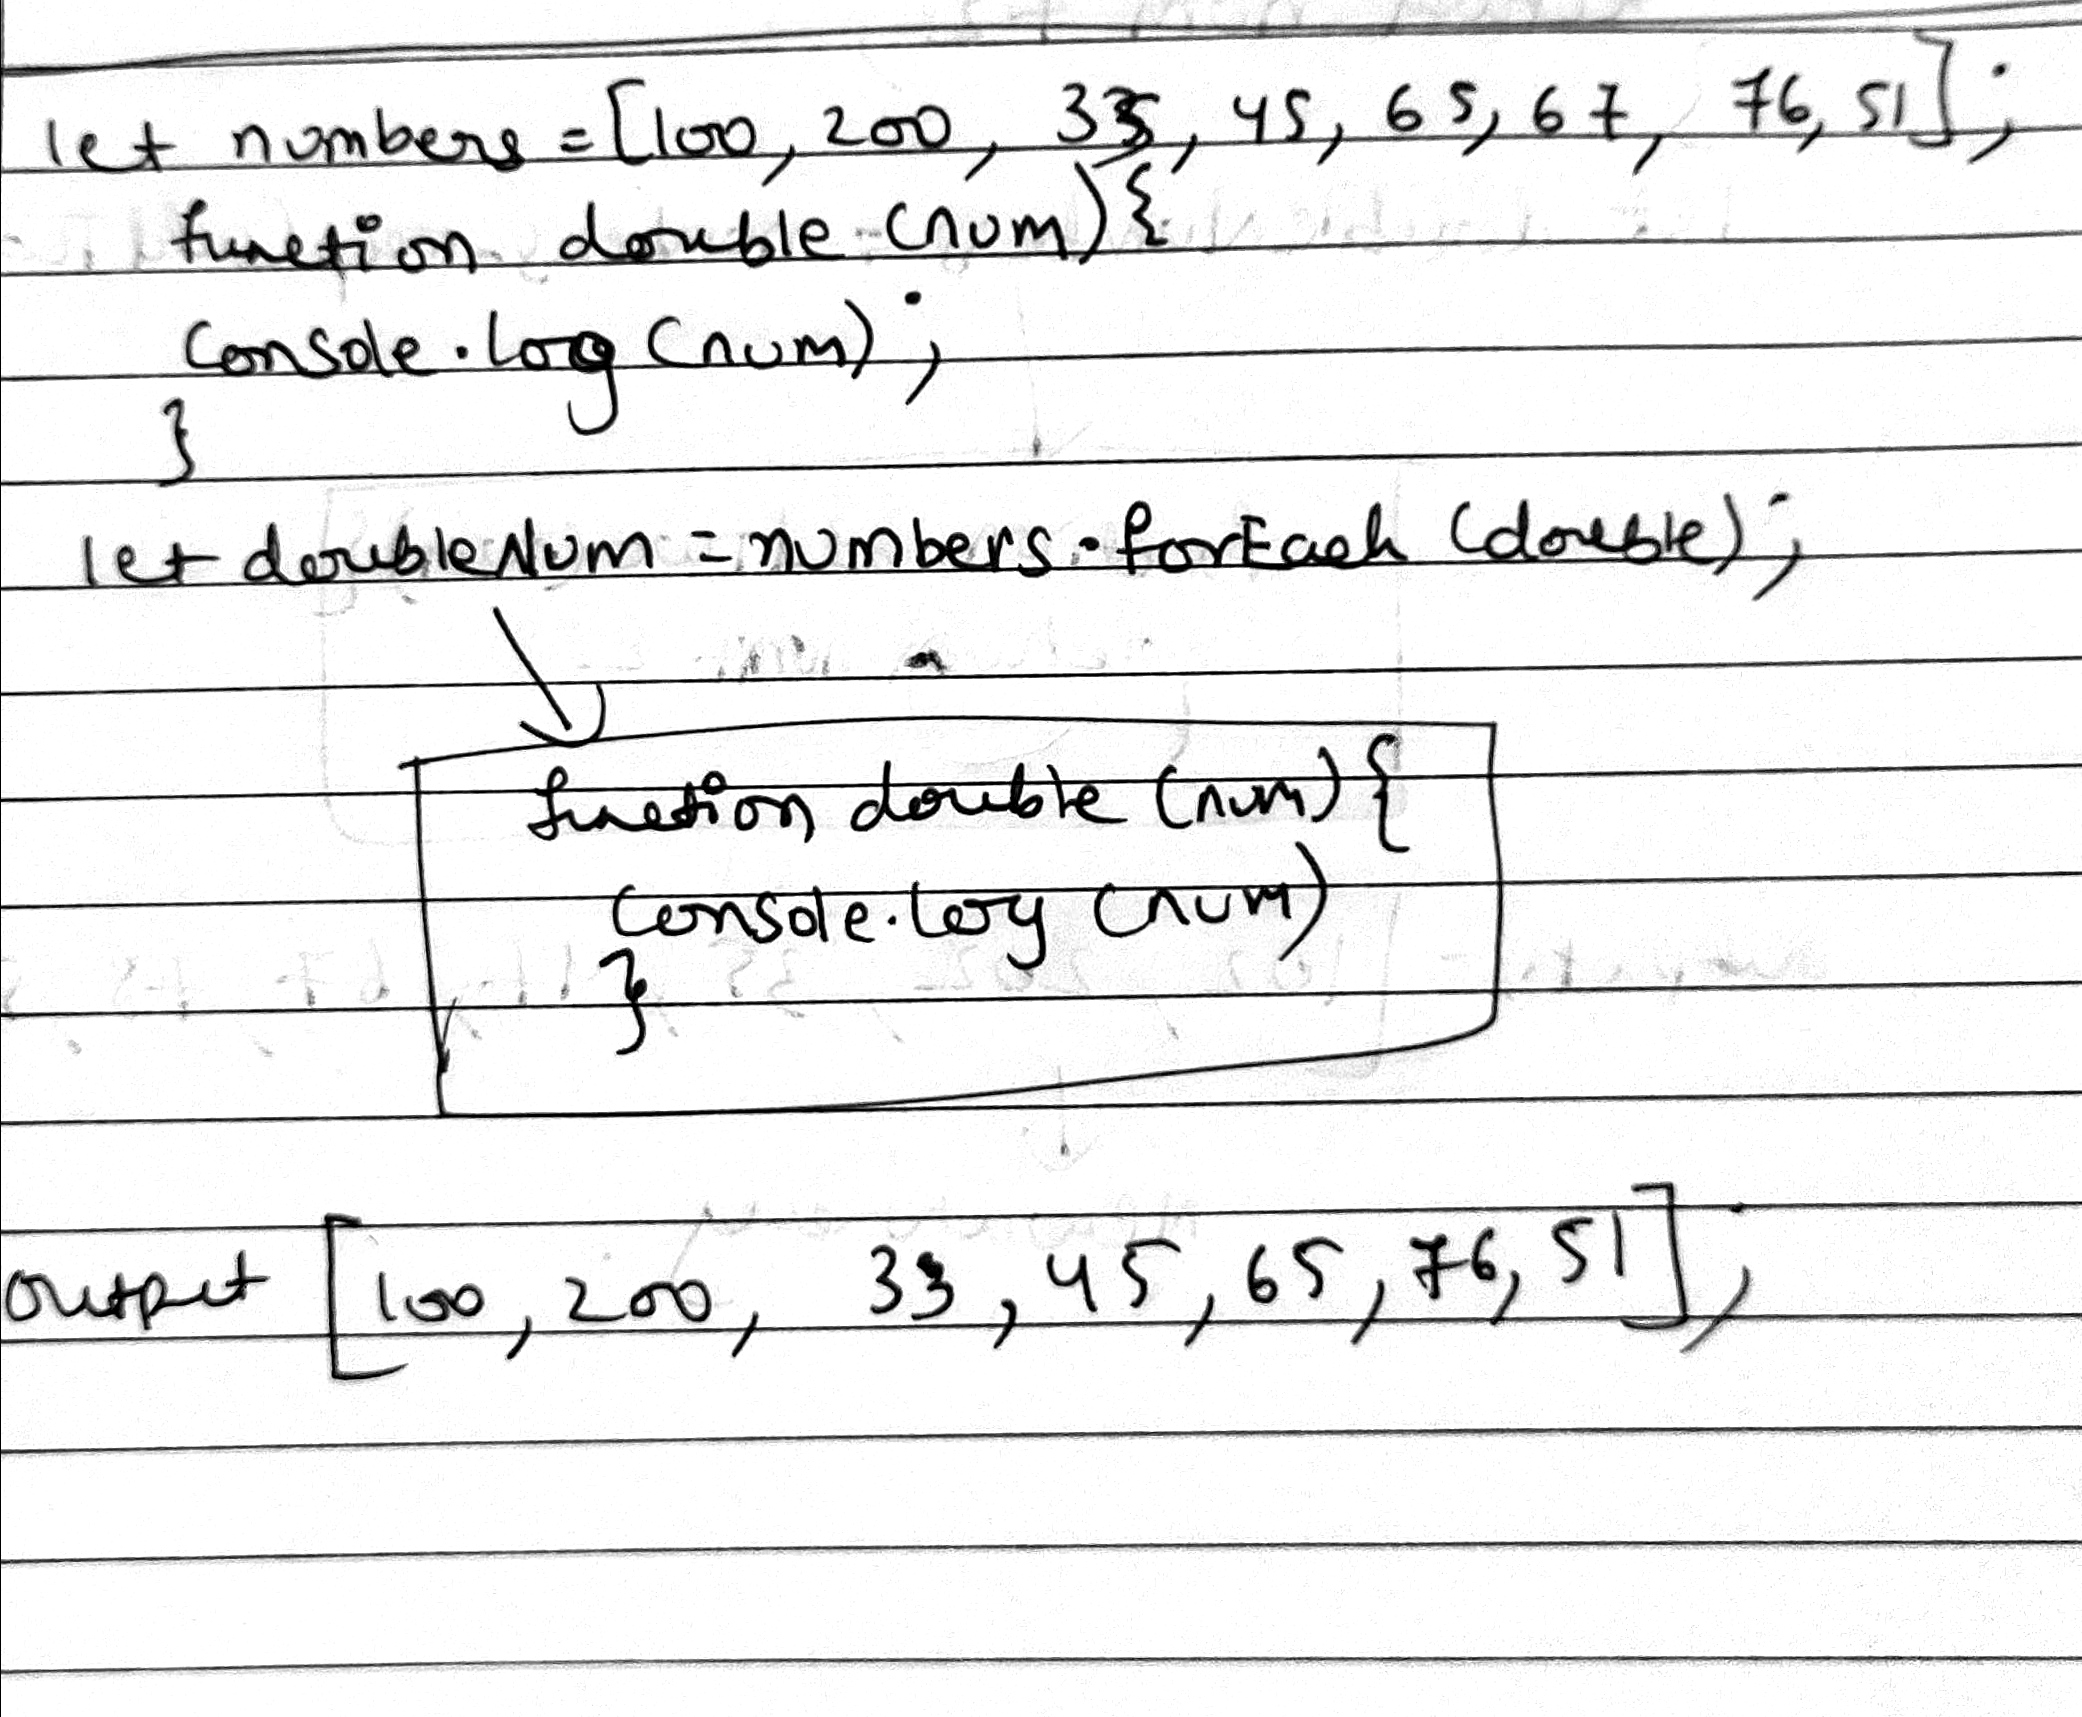 let numbers = [100, 200, 33, 45, 65, 67, 76, 51];
function double (num) {
console.log (num);
}
let doubleNum = numbers.forEach (double);
function double (num) {
console.log (num)
}
output [100, 200, 33, 45, 65, 76, 51];